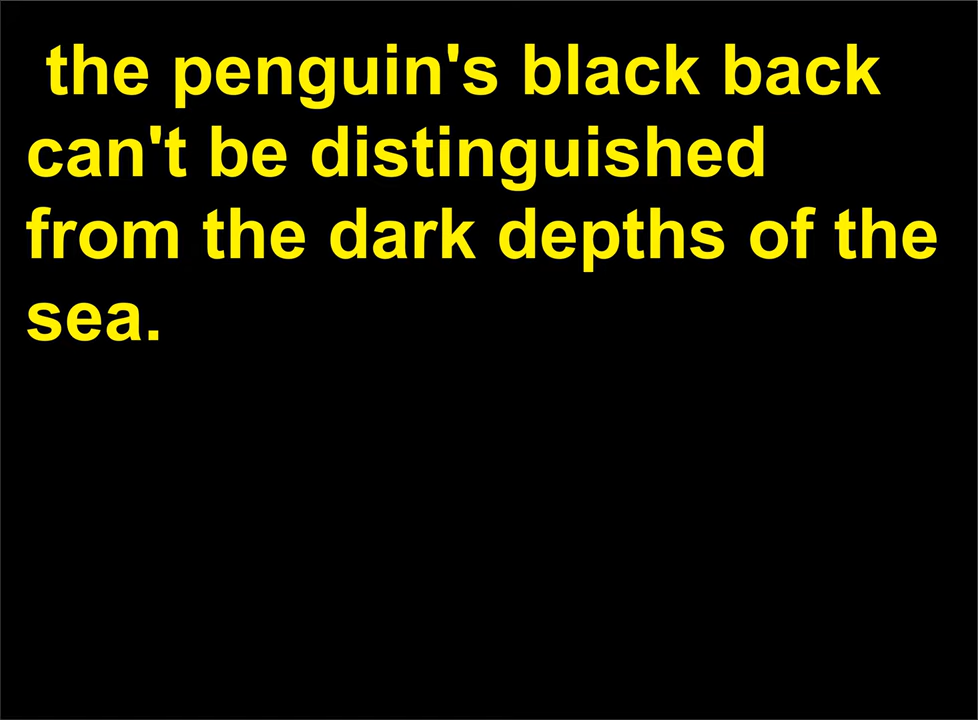 the penguin's black back
can't be distinguished
from the dark depths of the
sea.